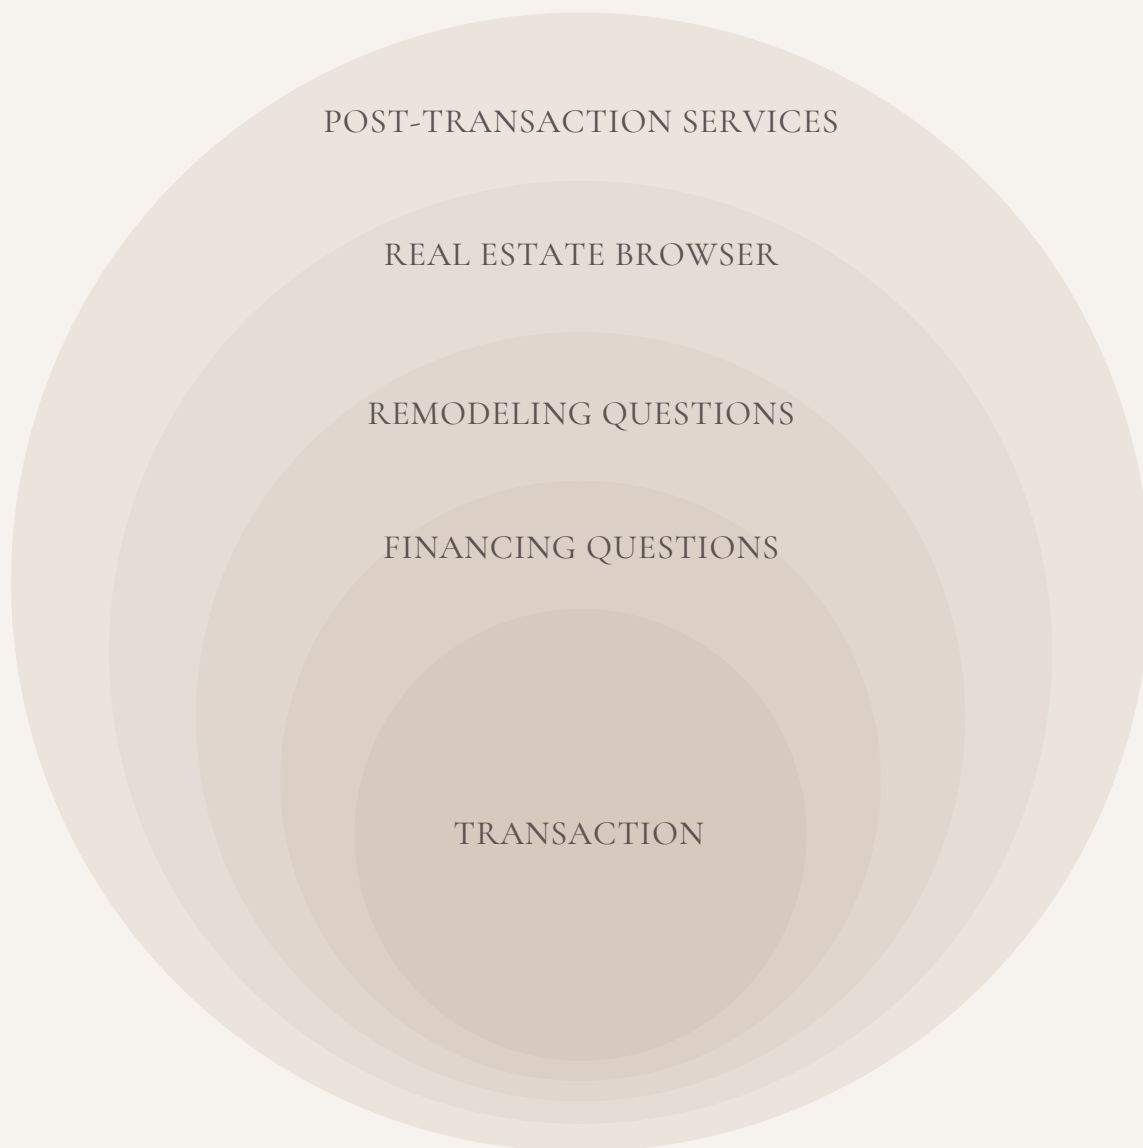 POST-TRANSACTION SERVICES
REAL ESTATE BROWSER
REMODELING QUESTIONS
FINANCING QUESTIONS
TRANSACTION